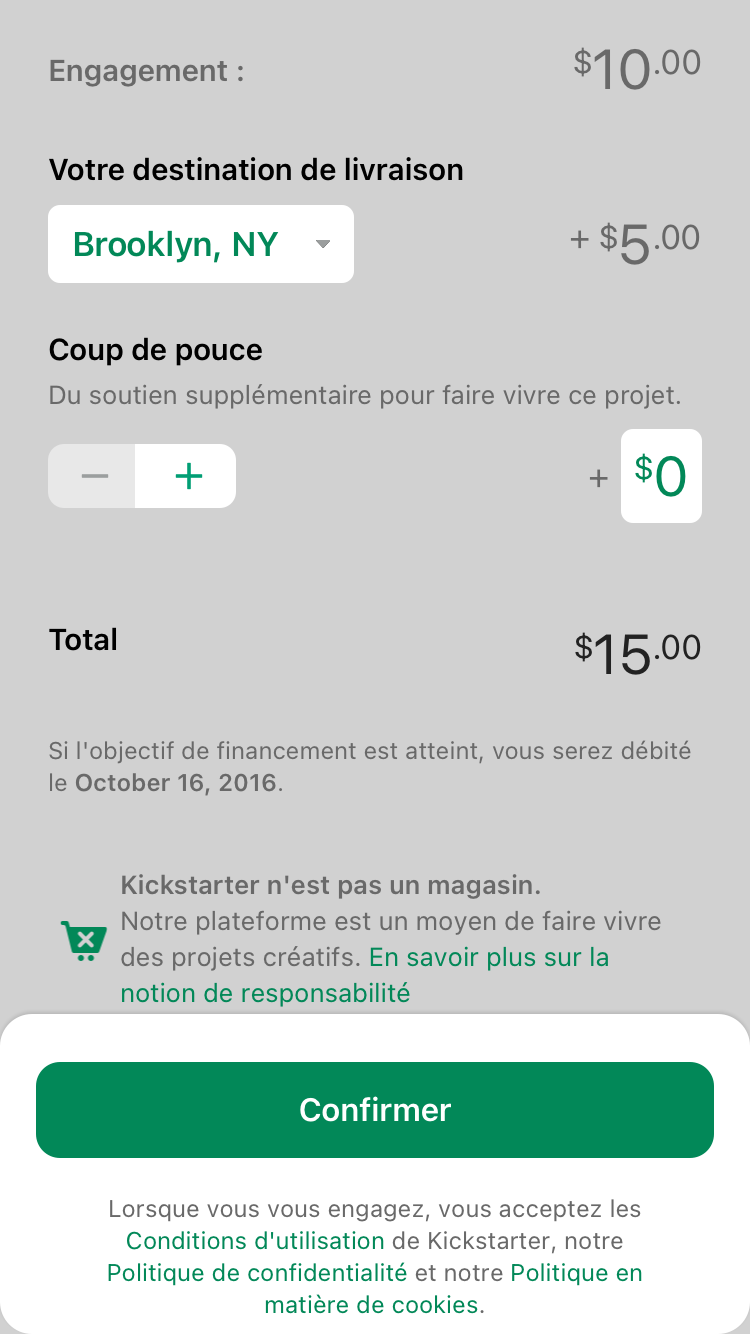 Engagement : $10.00
Votre destination de livraison
Brooklyn, NY + $5.00
Coup de pouce
Du soutien supplémentaire pour faire vivre ce projet.
− + + $0
Total $15.00
Si l'objectif de financement est atteint, vous serez débité
le October 16, 2016.
Kickstarter n'est pas un magasin.
Notre plateforme est un moyen de faire vivre
des projets créatifs. En savoir plus sur la
notion de responsabilité
Confirmer
Lorsque vous vous engagez, vous acceptez les
Conditions d'utilisation de Kickstarter, notre
Politique de confidentialité et notre Politique en
matière de cookies.